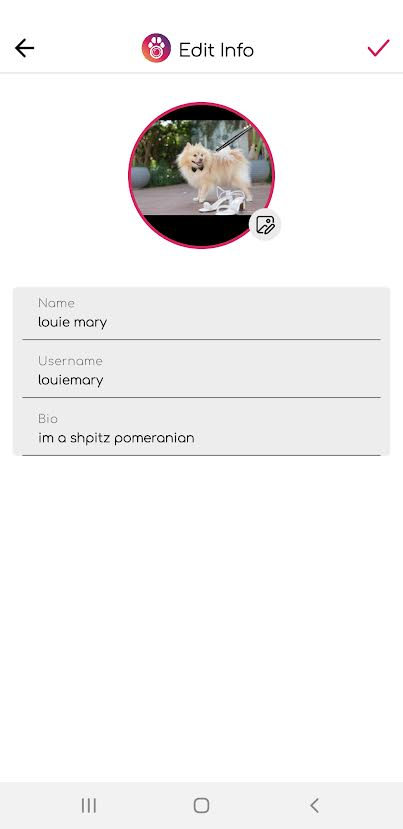 Edit Info
Name
louie mary
Username
louiemary
Bio
im a shpitz pomeranian